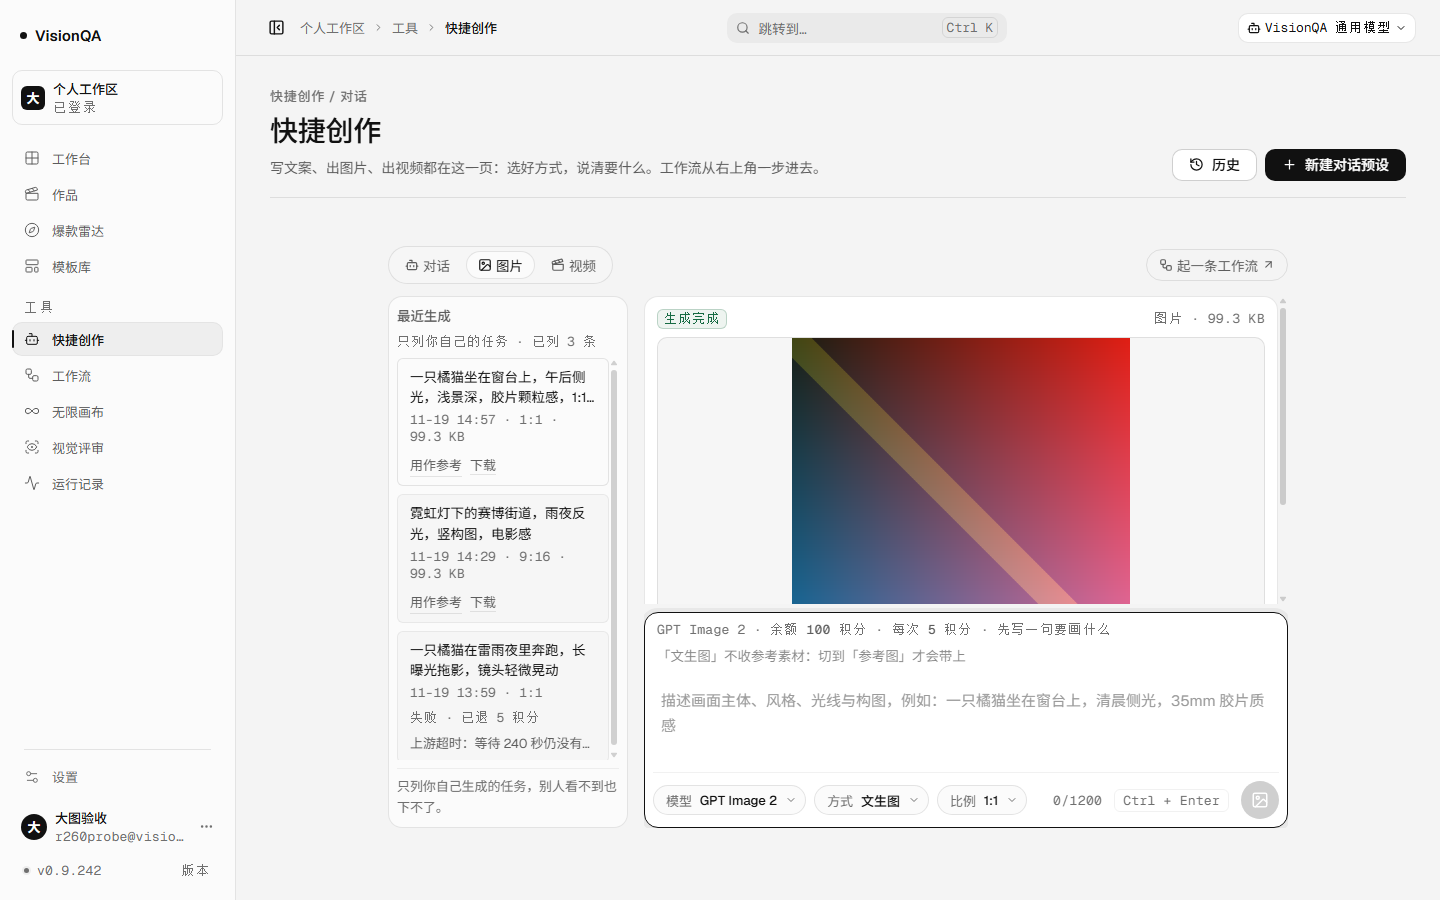 VisionQA
大
个人工作区
已登录
工作台
作品
爆款雷达
模板库
工具
快捷创作
工作流
无限画布
视觉评审
运行记录
设置
大
大图验收
r260probe@visio…
v0.9.242
版本
个人工作区
工具
快捷创作
跳转到…
Ctrl K
VisionQA 通用模型
快捷创作 / 对话
快捷创作
写文案、出图片、出视频都在这一页：选好方式，说清要什么。工作流从右上角一步进去。
历史
新建对话预设
对话
图片
视频
起一条工作流
最近生成
只列你自己的任务 · 已列 3 条
一只橘猫坐在窗台上，午后侧
光，浅景深，胶片颗粒感，1:1…
11-19 14:57 · 1:1 ·
99.3 KB
用作参考 下载
霓虹灯下的赛博街道，雨夜反
光，竖构图，电影感
11-19 14:29 · 9:16 ·
99.3 KB
用作参考 下载
一只橘猫在雷雨夜里奔跑，长
曝光拖影，镜头轻微晃动
11-19 13:59 · 1:1
失败 · 已退 5 积分
上游超时：等待 240 秒仍没有…
只列你自己生成的任务，别人看不到也
下不了。
生成完成
图片 · 99.3 KB
GPT Image 2 · 余额 100 积分 · 每次 5 积分 · 先写一句要画什么
「文生图」不收参考素材：切到「参考图」才会带上
描述画面主体、风格、光线与构图，例如：一只橘猫坐在窗台上，清晨侧光，35mm 胶片质
感
模型 GPT Image 2
方式 文生图
比例 1:1
0/1200
Ctrl + Enter